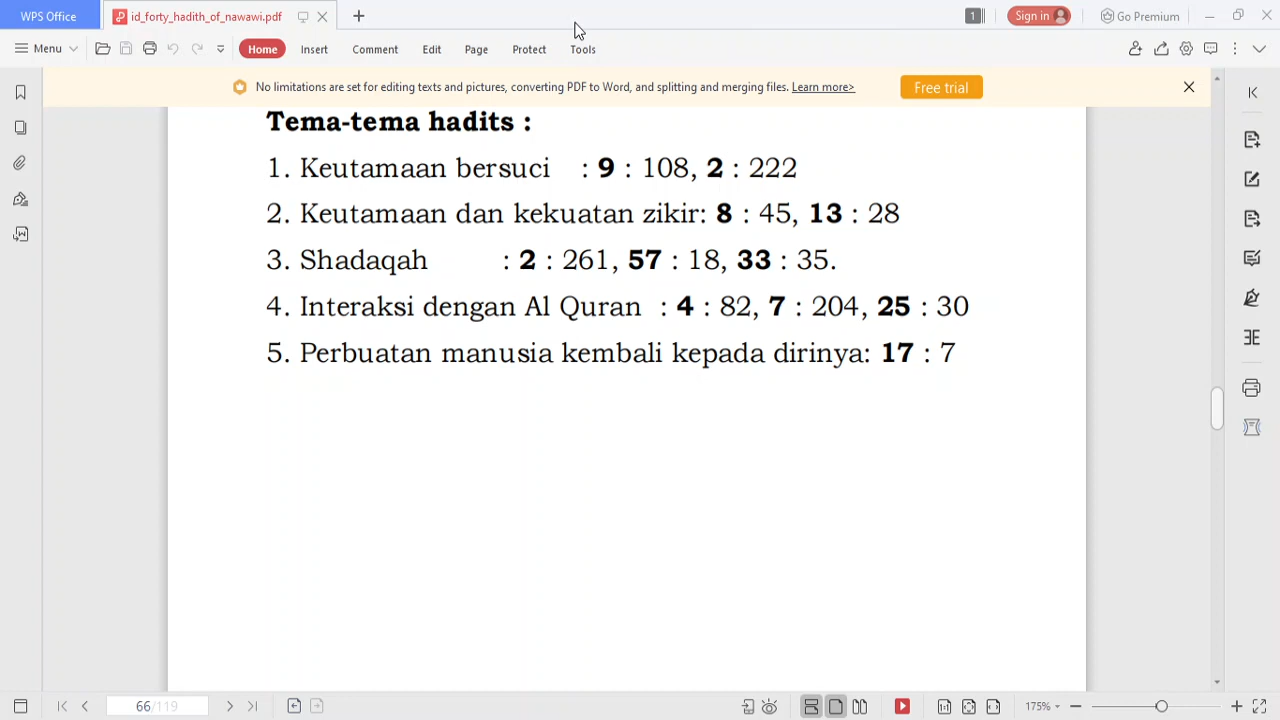 WPS Office
id_forty_hadith_of_nawawi.pdf
1
Sign in
Go Premium
Menu
Home
Insert
Comment
Edit
Page
Protect
Tools
No limitations are set for editing texts and pictures, converting PDF to Word, and splitting and merging files. Learn more>
Free trial
Tema-tema hadits :
1. Keutamaan bersuci : 9 : 108, 2 : 222
2. Keutamaan dan kekuatan zikir: 8 : 45, 13 : 28
3. Shadaqah : 2 : 261, 57 : 18, 33 : 35.
4. Interaksi dengan Al Quran : 4 : 82, 7 : 204, 25 : 30
5. Perbuatan manusia kembali kepada dirinya: 17 : 7
66/119
175%